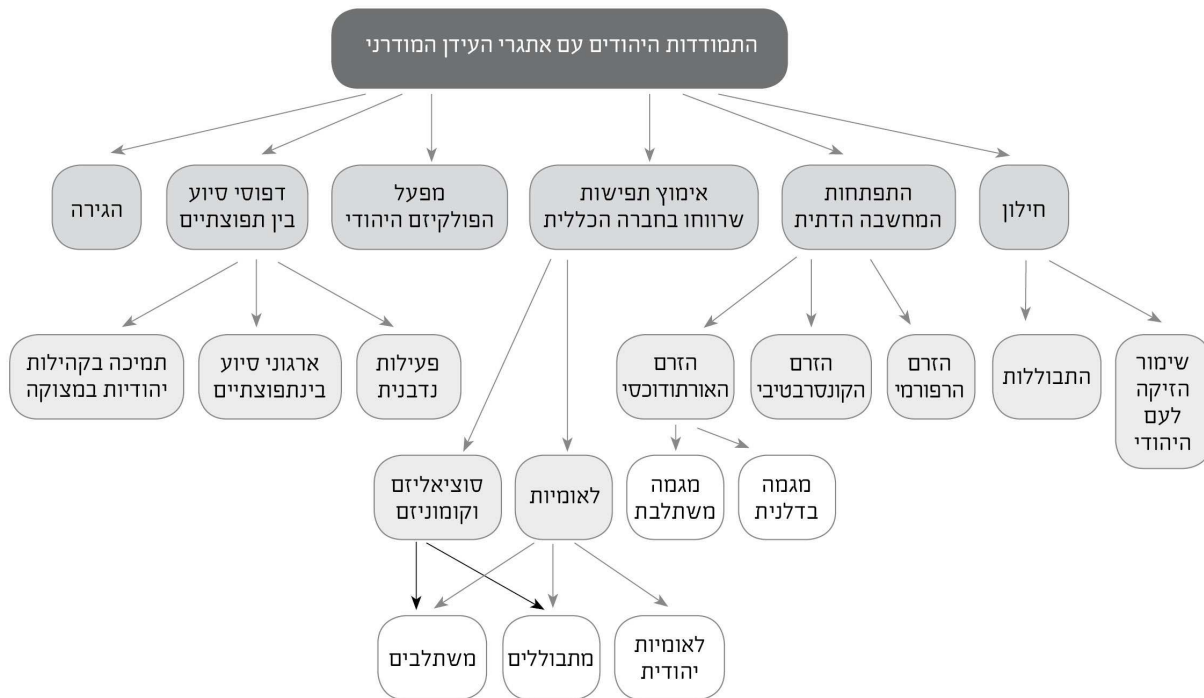 התמודדות היהודים עם אתגרי העידן המודרני
חילון
התפתחות
המחשבה הדתית
אימוץ תפישות
שרווחו בחברה הכללית
מפעל
הפולקיזם היהודי
דפוסי סיוע
בין תפוצתיים
הגירה
שימור
הזיקה
לעם
היהודי
התבוללות
הזרם
הרפורמי
הזרם
הקונסרבטיבי
הזרם
האורתודוכסי
פעילות
נדבנית
ארגוני סיוע
בינתפוצתיים
תמיכה בקהילות
יהודיות במצוקה
מגמה
בדלנית
מגמה
משתלבת
לאומיות
סוציאליזם
וקומוניזם
לאומיות
יהודית
מתבוללים
משתלבים